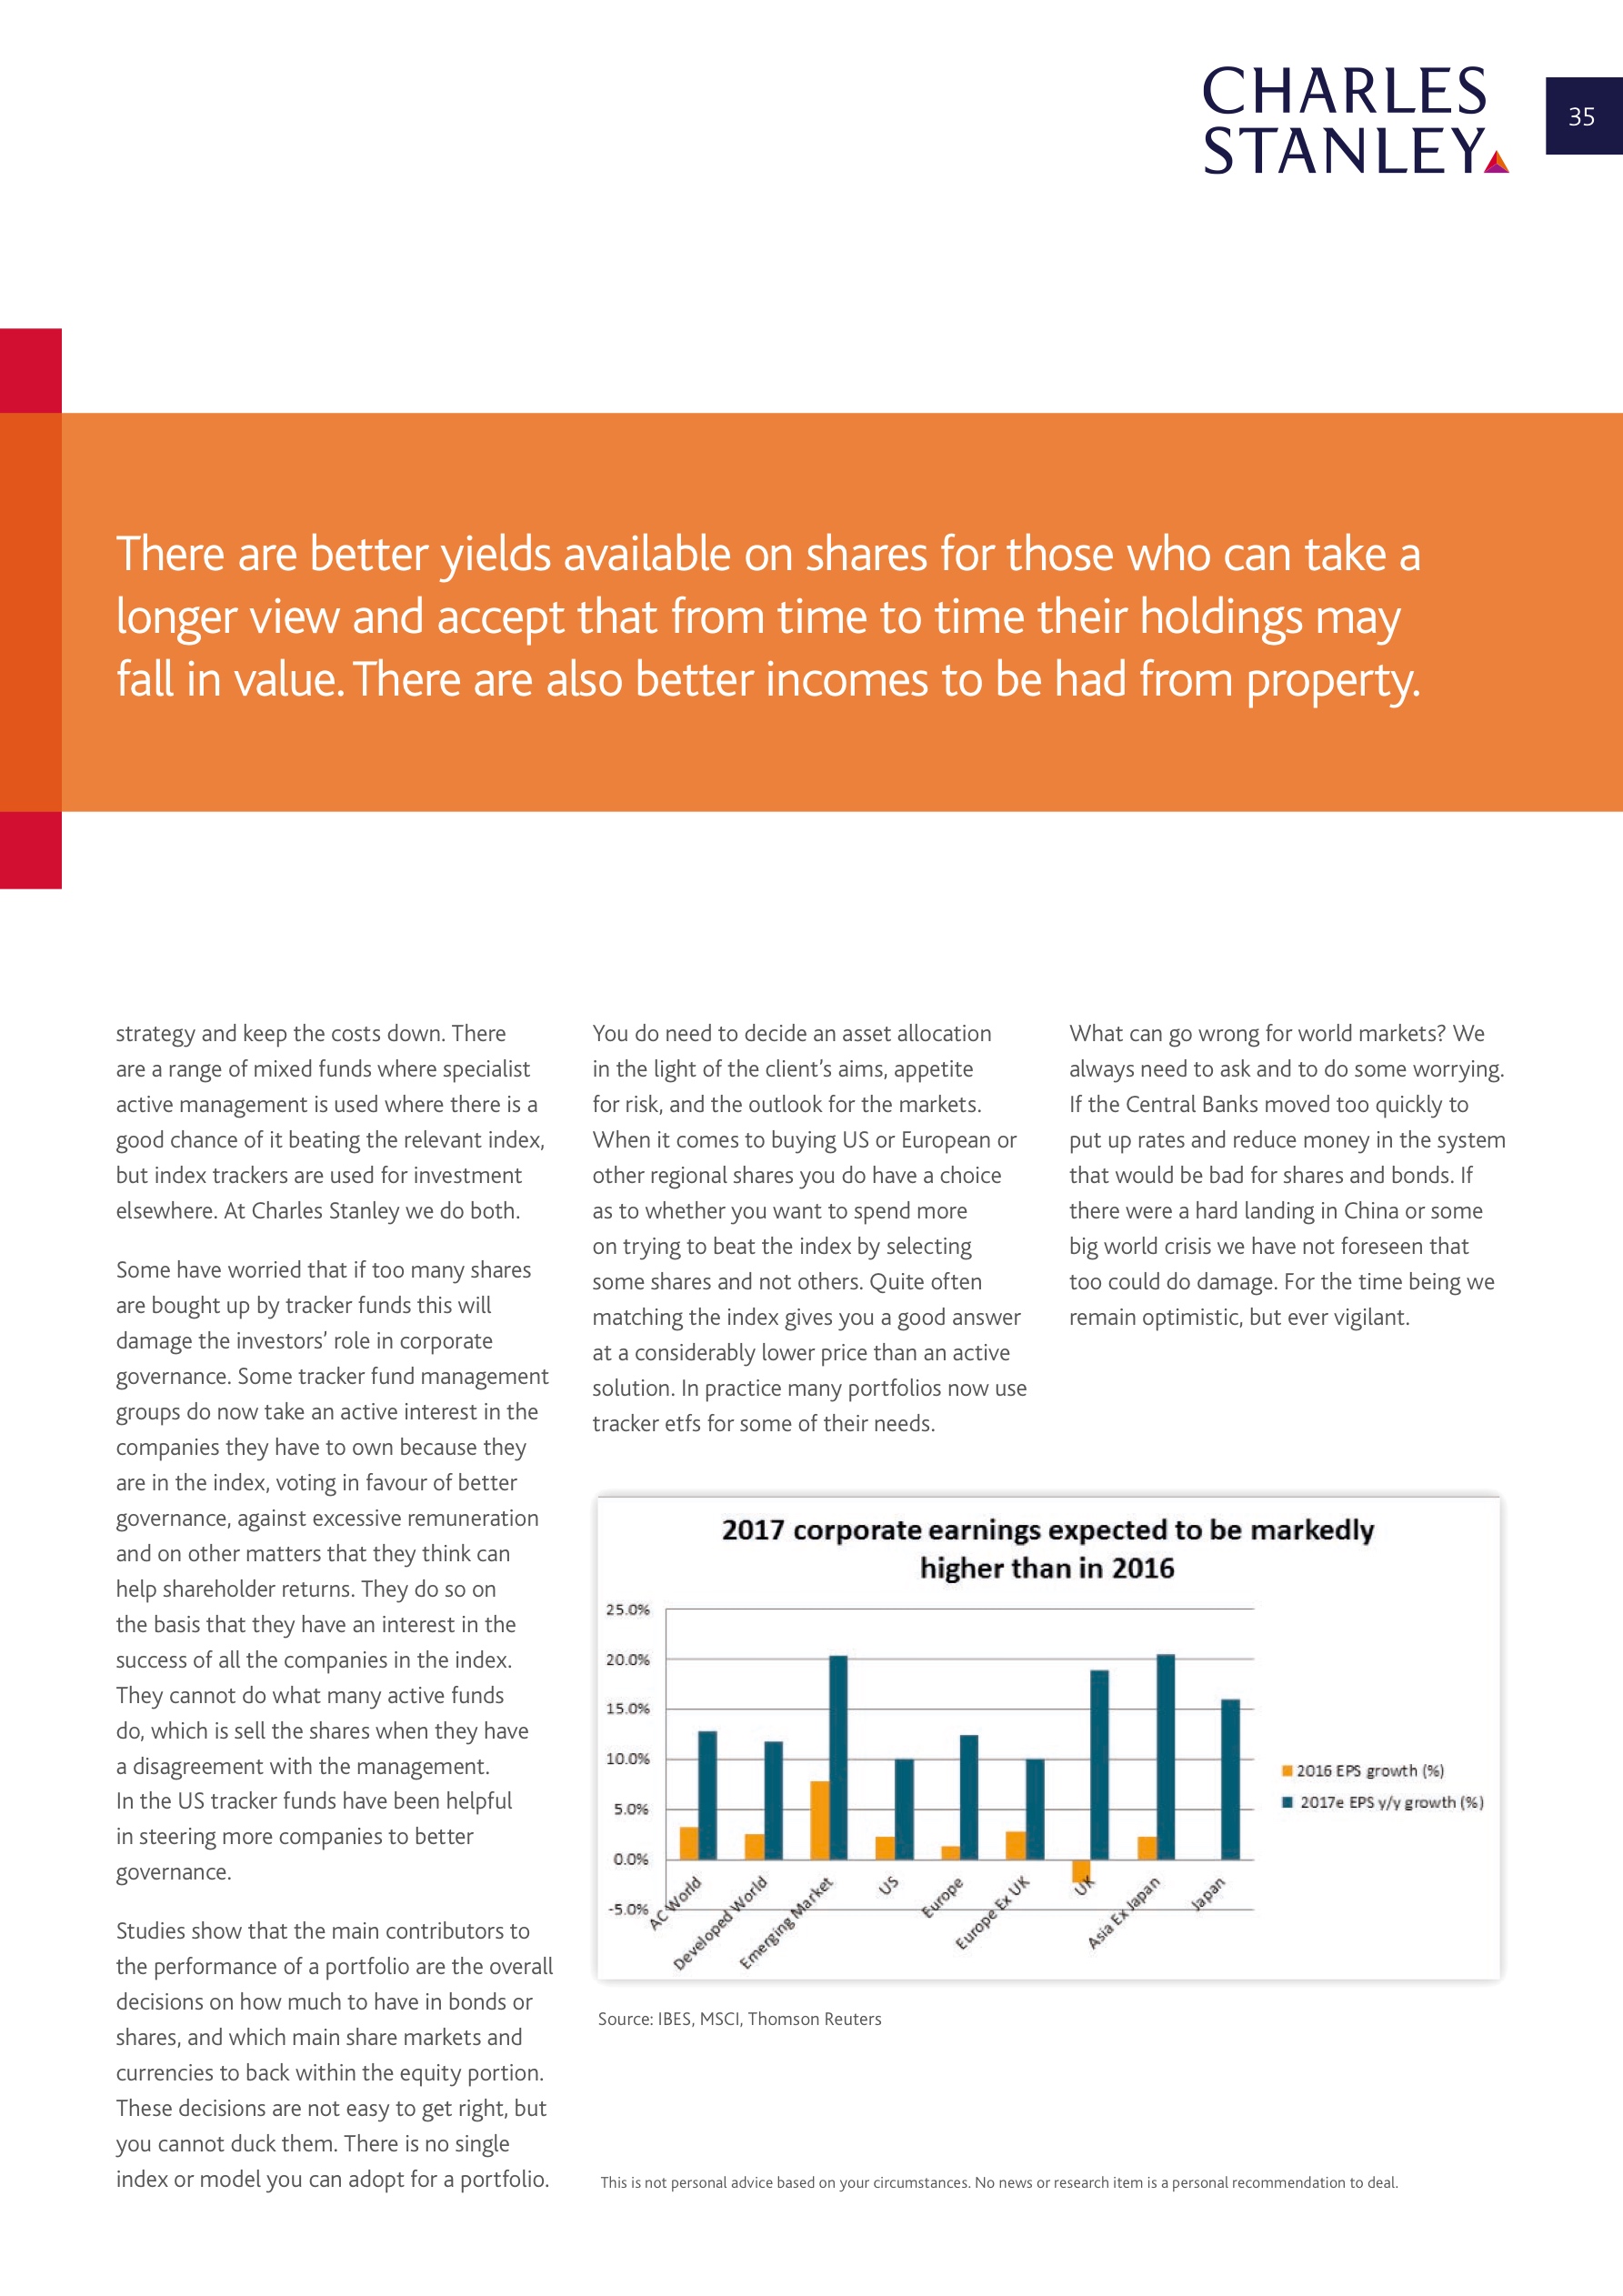 CHARLES
STANLEY
35
There are better yields available on shares for those who can take a
longer view and accept that from time to time their holdings may
fall in value. There are also better incomes to be had from property.
strategy and keep the costs down. There
are a range of mixed funds where specialist
active management is used where there is a
good chance of it beating the relevant index,
but index trackers are used for investment
elsewhere. At Charles Stanley we do both.
Some have worried that if too many shares
are bought up by tracker funds this will
damage the investors’ role in corporate
governance. Some tracker fund management
groups do now take an active interest in the
companies they have to own because they
are in the index, voting in favour of better
governance, against excessive remuneration
and on other matters that they think can
help shareholder returns. They do so on
the basis that they have an interest in the
success of all the companies in the index.
They cannot do what many active funds
do, which is sell the shares when they have
a disagreement with the management.
In the US tracker funds have been helpful
in steering more companies to better
governance.
Studies show that the main contributors to
the performance of a portfolio are the overall
decisions on how much to have in bonds or
shares, and which main share markets and
currencies to back within the equity portion.
These decisions are not easy to get right, but
you cannot duck them. There is no single
index or model you can adopt for a portfolio.
You do need to decide an asset allocation
in the light of the client’s aims, appetite
for risk, and the outlook for the markets.
When it comes to buying US or European or
other regional shares you do have a choice
as to whether you want to spend more
on trying to beat the index by selecting
some shares and not others. Quite often
matching the index gives you a good answer
at a considerably lower price than an active
solution. In practice many portfolios now use
tracker etfs for some of their needs.
What can go wrong for world markets? We
always need to ask and to do some worrying.
If the Central Banks moved too quickly to
put up rates and reduce money in the system
that would be bad for shares and bonds. If
there were a hard landing in China or some
big world crisis we have not foreseen that
too could do damage. For the time being we
remain optimistic, but ever vigilant.
2017 corporate earnings expected to be markedly
higher than in 2016
25.0%
20.0%
15.0%
10.0%
5.0%
0.0%
-5.0%
AC World
Developed World
Emerging Market
US
Europe
Europe Ex UK
UK
Asia Ex Japan
Japan
2016 EPS growth (%)
2017e EPS y/y growth (%)
Source: IBES, MSCI, Thomson Reuters
This is not personal advice based on your circumstances. No news or research item is a personal recommendation to deal.